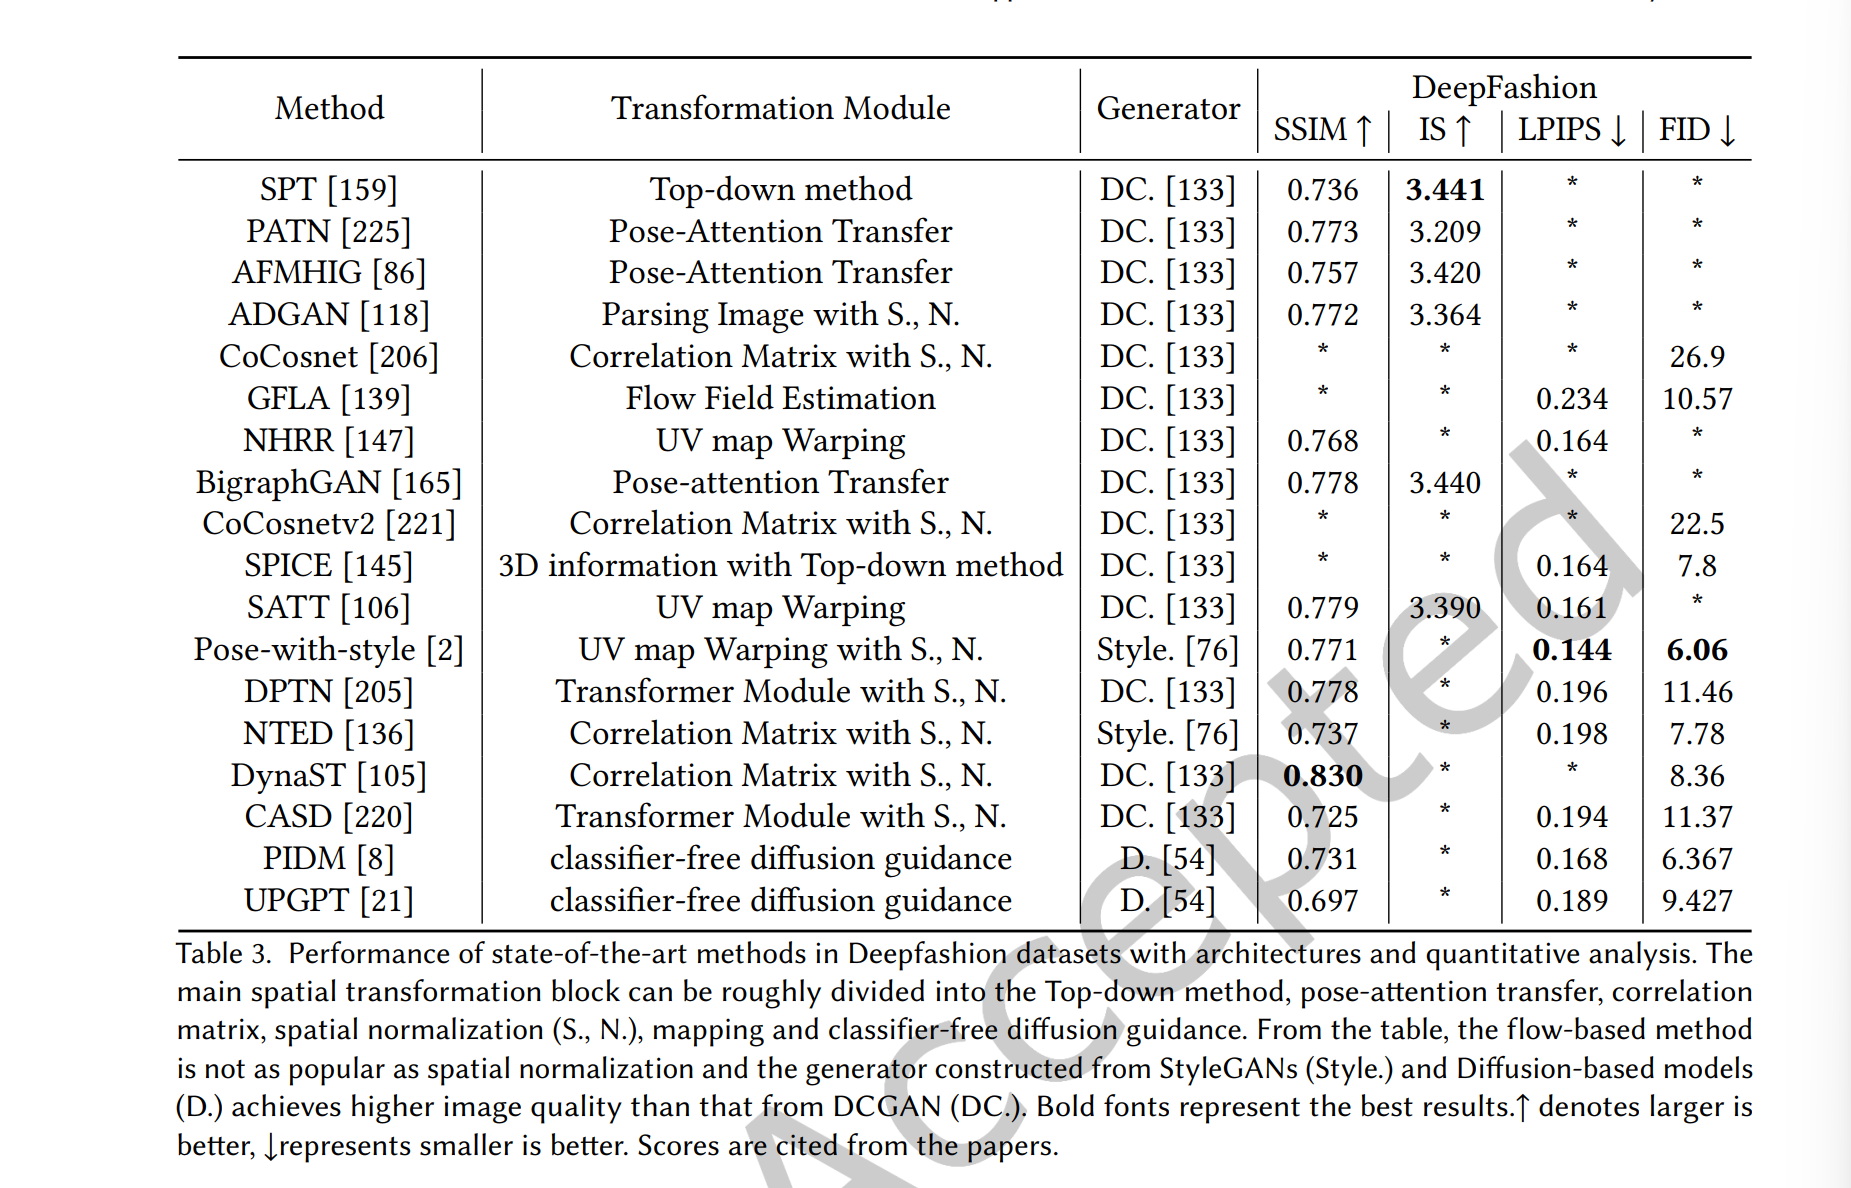 Method | Transformation Module | Generator | DeepFashion
SSIM ↑ | IS ↑ | LPIPS ↓ | FID ↓
SPT [159] | Top-down method | DC. [133] | 0.736 | 3.441 | * | *
PATN [225] | Pose-Attention Transfer | DC. [133] | 0.773 | 3.209 | * | *
AFMHIG [86] | Pose-Attention Transfer | DC. [133] | 0.757 | 3.420 | * | *
ADGAN [118] | Parsing Image with S., N. | DC. [133] | 0.772 | 3.364 | * | *
CoCosnet [206] | Correlation Matrix with S., N. | DC. [133] | * | * | * | 26.9
GFLA [139] | Flow Field Estimation | DC. [133] | * | * | 0.234 | 10.57
NHRR [147] | UV map Warping | DC. [133] | 0.768 | * | 0.164 | *
BigraphGAN [165] | Pose-attention Transfer | DC. [133] | 0.778 | 3.440 | * | *
CoCosnetv2 [221] | Correlation Matrix with S., N. | DC. [133] | * | * | * | 22.5
SPICE [145] | 3D information with Top-down method | DC. [133] | * | * | 0.164 | 7.8
SATT [106] | UV map Warping | DC. [133] | 0.779 | 3.390 | 0.161 | *
Pose-with-style [2] | UV map Warping with S., N. | Style. [76] | 0.771 | * | 0.144 | 6.06
DPTN [205] | Transformer Module with S., N. | DC. [133] | 0.778 | * | 0.196 | 11.46
NTED [136] | Correlation Matrix with S., N. | Style. [76] | 0.737 | * | 0.198 | 7.78
DynaST [105] | Correlation Matrix with S., N. | DC. [133] | 0.830 | * | * | 8.36
CASD [220] | Transformer Module with S., N. | DC. [133] | 0.725 | * | 0.194 | 11.37
PIDM [8] | classifier-free diffusion guidance | D. [54] | 0.731 | * | 0.168 | 6.367
UPGPT [21] | classifier-free diffusion guidance | D. [54] | 0.697 | * | 0.189 | 9.427
Table 3. Performance of state-of-the-art methods in Deepfashion datasets with architectures and quantitative analysis. The
main spatial transformation block can be roughly divided into the Top-down method, pose-attention transfer, correlation
matrix, spatial normalization (S., N.), mapping and classifier-free diffusion guidance. From the table, the flow-based method
is not as popular as spatial normalization and the generator constructed from StyleGANs (Style.) and Diffusion-based models
(D.) achieves higher image quality than that from DCGAN (DC.). Bold fonts represent the best results.↑ denotes larger is
better, ↓represents smaller is better. Scores are cited from the papers.
Accepted